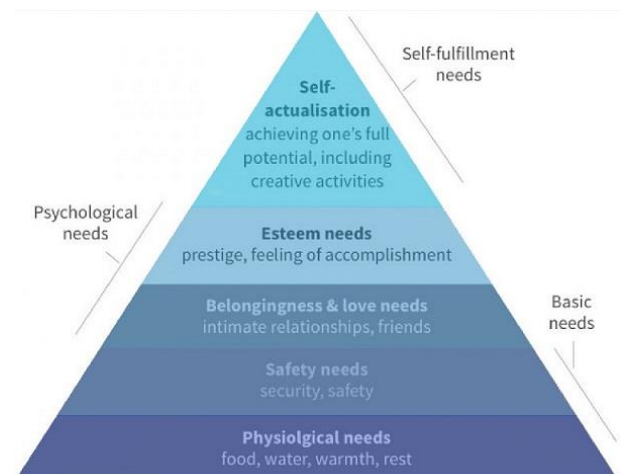 Self-fulfillment
needs
Self-
actualisation
achieving one's full
potential, including
creative activities
Psychological
needs
Esteem needs
prestige, feeling of accomplishment
Belongingness & love needs
intimate relationships, friends
Basic
needs
Safety needs
security, safety
Physiolgical needs
food, water, warmth, rest